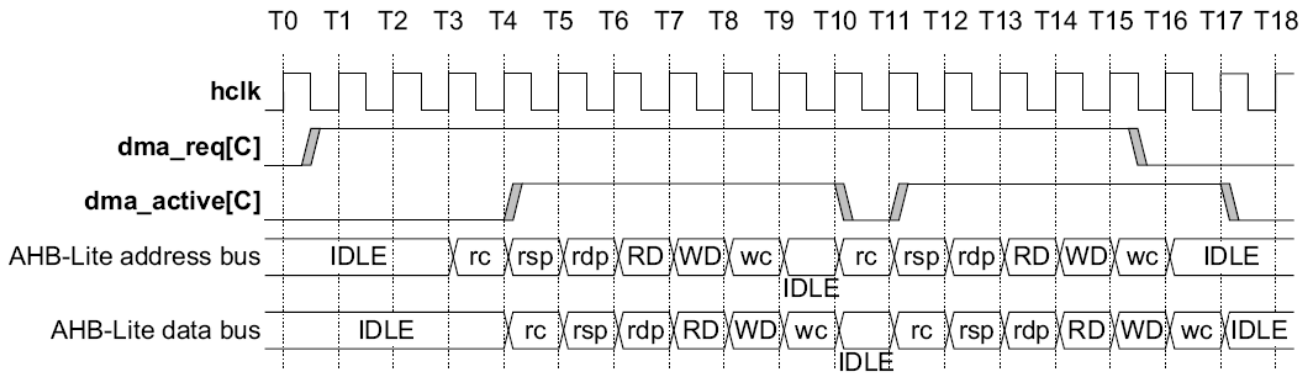 T0 T1 T2 T3 T4 T5 T6 T7 T8 T9 T10 T11 T12 T13 T14 T15 T16 T17 T18
hclk
dma_req[C]
dma_active[C]
AHB-Lite address bus IDLE rc rsp rdp RD WD wc rc rsp rdp RD WD wc IDLE
IDLE
AHB-Lite data bus IDLE rc rsp rdp RD WD wc rc rsp rdp RD WD wc IDLE
IDLE